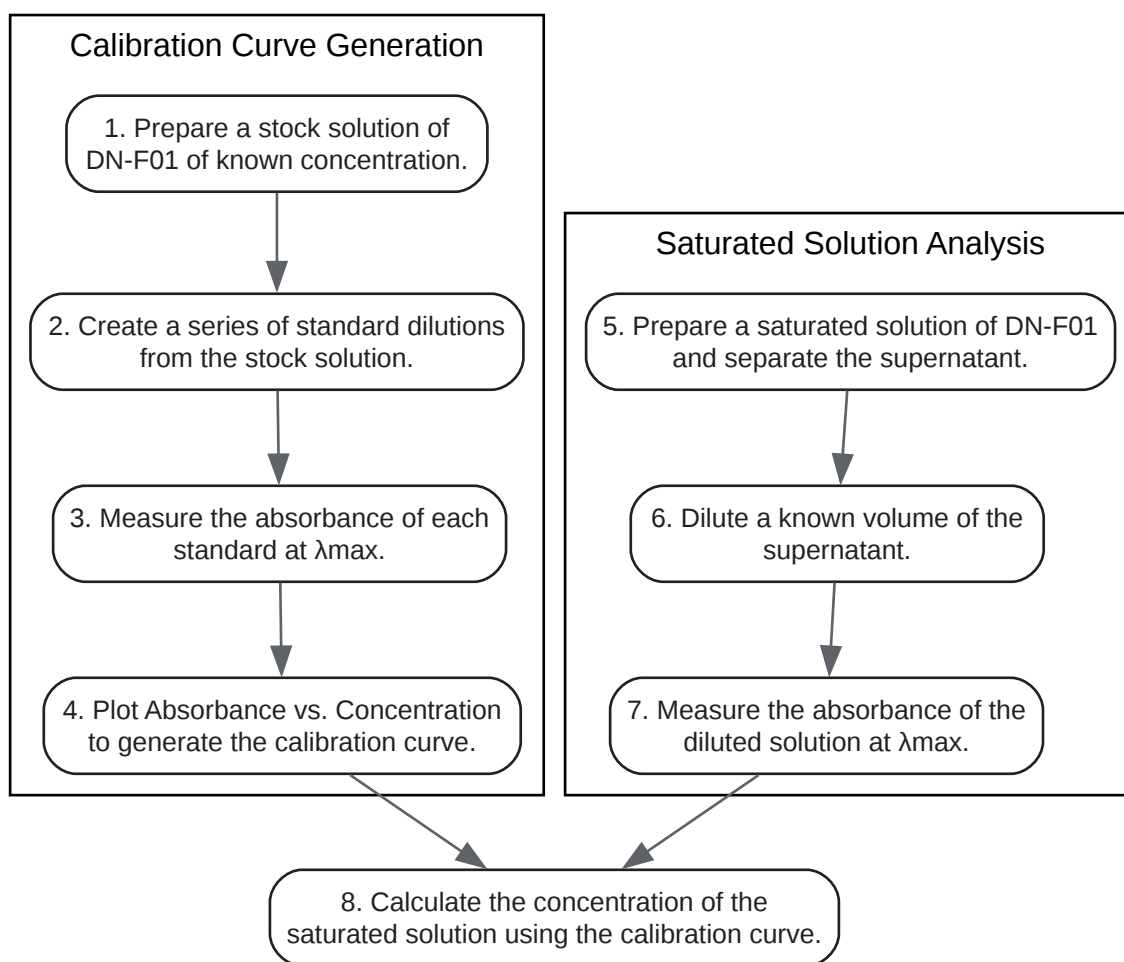 Calibration Curve Generation
1. Prepare a stock solution of
DN-F01 of known concentration.
2. Create a series of standard dilutions
from the stock solution.
3. Measure the absorbance of each
standard at λmax.
4. Plot Absorbance vs. Concentration
to generate the calibration curve.
Saturated Solution Analysis
5. Prepare a saturated solution of DN-F01
and separate the supernatant.
6. Dilute a known volume of the
supernatant.
7. Measure the absorbance of the
diluted solution at λmax.
8. Calculate the concentration of the
saturated solution using the calibration curve.